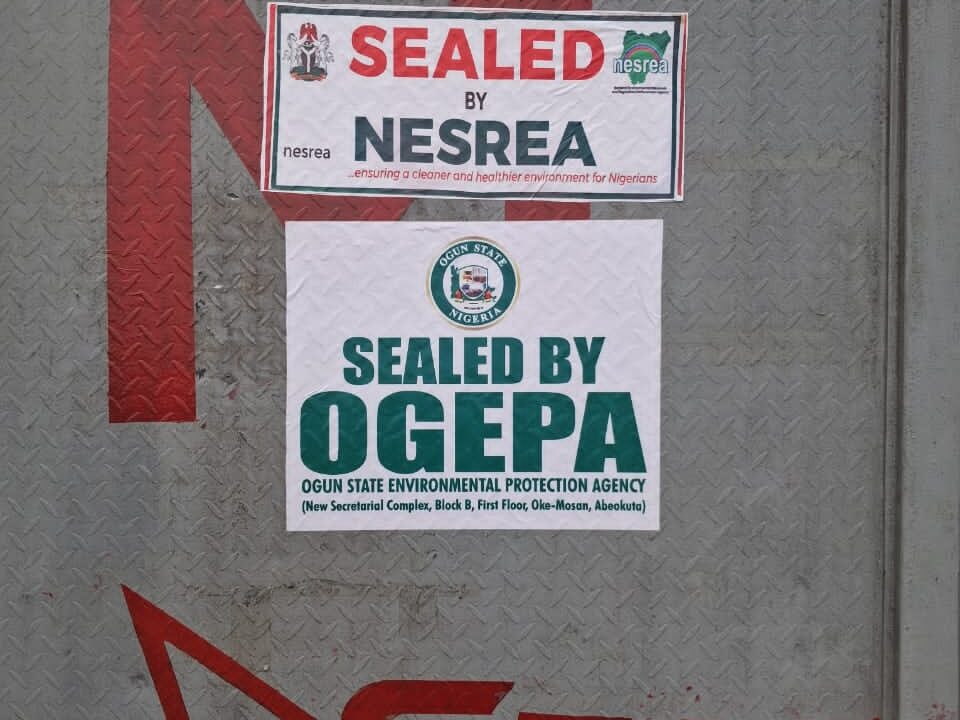 SEALED
BY
NESREA
nesrea
nesrea
...ensuring a cleaner and healthier environment for Nigerians
OGUN STATE
NIGERIA
SEALED BY
OGEPA
OGUN STATE ENVIRONMENTAL PROTECTION AGENCY
(New Secretarial Complex, Block B, First Floor, Oke-Mosan, Abeokuta)